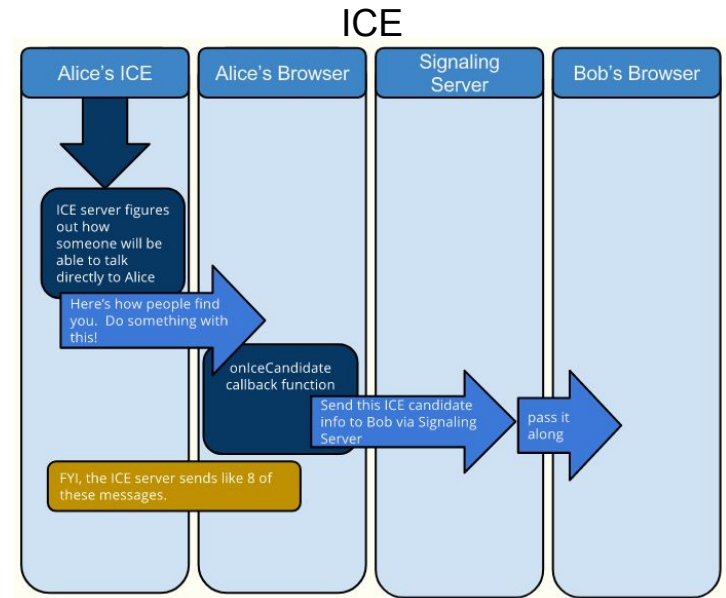 ICE
Alice's ICE
Alice's Browser
Signaling
Server
Bob's Browser
ICE server figures
out how
someone will be
able to talk
directly to Alice
Here's how people find
you.  Do something with
this!
onIceCandidate
callback function
Send this ICE candidate
info to Bob via Signaling
Server
pass it
along
FYI, the ICE server sends like 8 of
these messages.